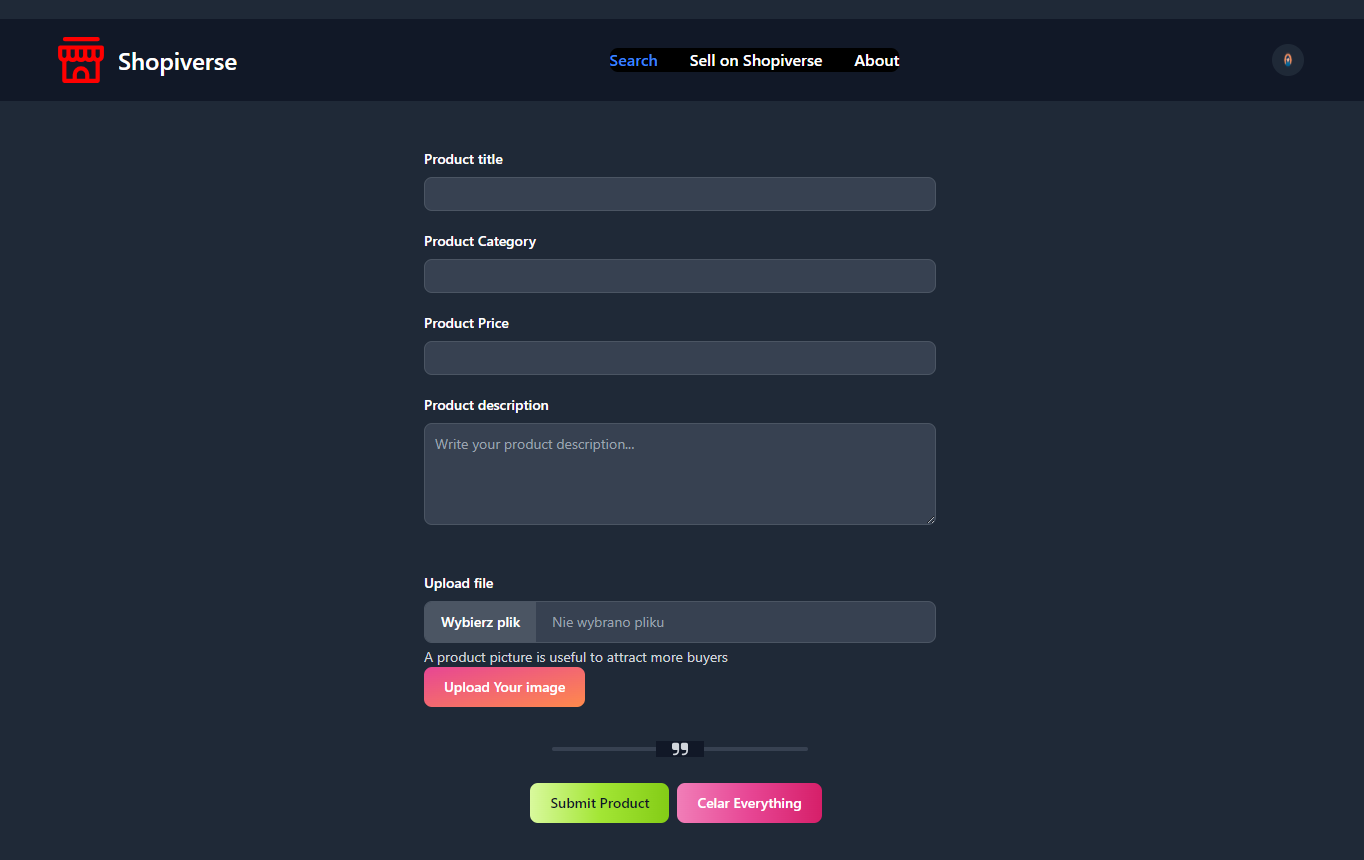 Shopiverse
Search Sell on Shopiverse About
Product title
Product Category
Product Price
Product description
Write your product description...
Upload file
Wybierz plik Nie wybrano pliku
A product picture is useful to attract more buyers
Upload Your image
Submit Product Celar Everything